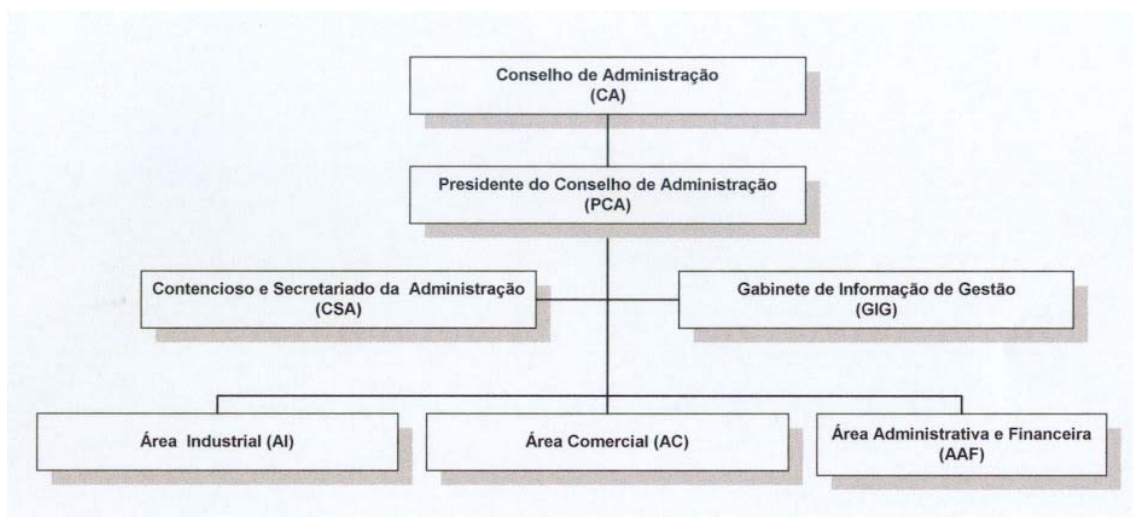 Conselho de Administração
(CA)
Presidente do Conselho de Administração
(PCA)
Contencioso e Secretariado da Administração
(CSA)
Gabinete de Informação de Gestão
(GIG)
Área Industrial (AI)
Área Comercial (AC)
Área Administrativa e Financeira
(AAF)